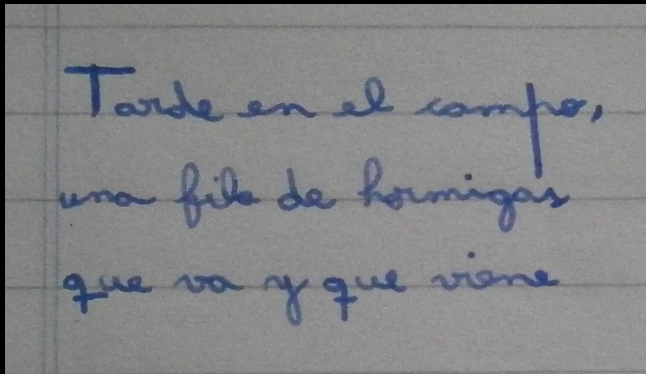 Tarde en el campo,
una fila de hormigas
que va y que viene